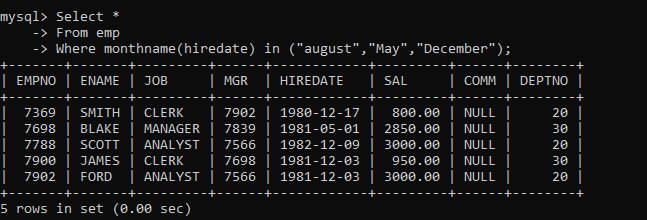 mysql> Select *
    -> From emp
    -> Where monthname(hiredate) in ("august","May","December");
+-------+-------+---------+------+------------+---------+------+--------+
| EMPNO | ENAME | JOB     | MGR  | HIREDATE   | SAL     | COMM | DEPTNO |
+-------+-------+---------+------+------------+---------+------+--------+
|  7369 | SMITH | CLERK   | 7902 | 1980-12-17 |  800.00 | NULL |     20 |
|  7698 | BLAKE | MANAGER | 7839 | 1981-05-01 | 2850.00 | NULL |     30 |
|  7788 | SCOTT | ANALYST | 7566 | 1982-12-09 | 3000.00 | NULL |     20 |
|  7900 | JAMES | CLERK   | 7698 | 1981-12-03 |  950.00 | NULL |     30 |
|  7902 | FORD  | ANALYST | 7566 | 1981-12-03 | 3000.00 | NULL |     20 |
+-------+-------+---------+------+------------+---------+------+--------+
5 rows in set (0.00 sec)